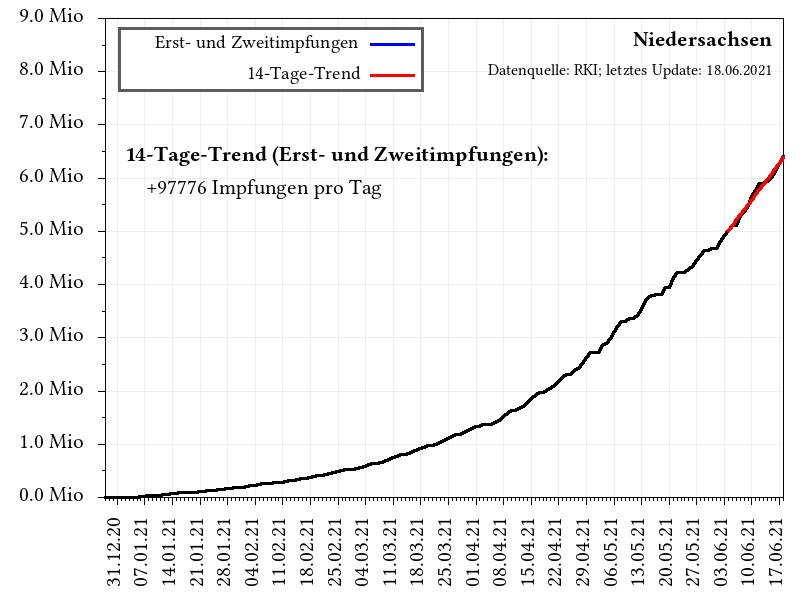 9.0 Mio
8.0 Mio
7.0 Mio
6.0 Mio
5.0 Mio
4.0 Mio
3.0 Mio
2.0 Mio
1.0 Mio
0.0 Mio
Erst- und Zweitimpfungen
14-Tage-Trend
Niedersachsen
Datenquelle: RKI; letztes Update: 18.06.2021
14-Tage-Trend (Erst- und Zweitimpfungen):
+97776 Impfungen pro Tag
31.12.20
07.01.21
14.01.21
21.01.21
28.01.21
04.02.21
11.02.21
18.02.21
25.02.21
04.03.21
11.03.21
18.03.21
25.03.21
01.04.21
08.04.21
15.04.21
22.04.21
29.04.21
06.05.21
13.05.21
20.05.21
27.05.21
03.06.21
10.06.21
17.06.21